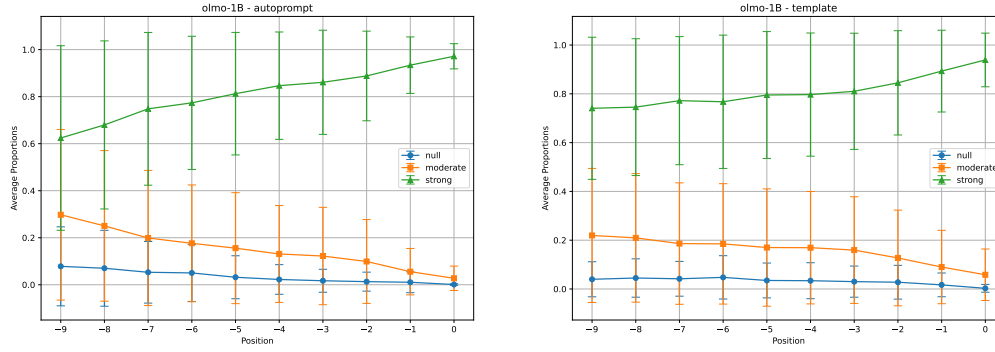 olmo-1B - autoprompt
1.0
0.8
0.6
0.4
0.2
0.0
Average Proportions
null
moderate
strong
−9 −8 −7 −6 −5 −4 −3 −2 −1 0
Position
olmo-1B - template
1.0
0.8
0.6
0.4
0.2
0.0
Average Proportions
null
moderate
strong
−9 −8 −7 −6 −5 −4 −3 −2 −1 0
Position